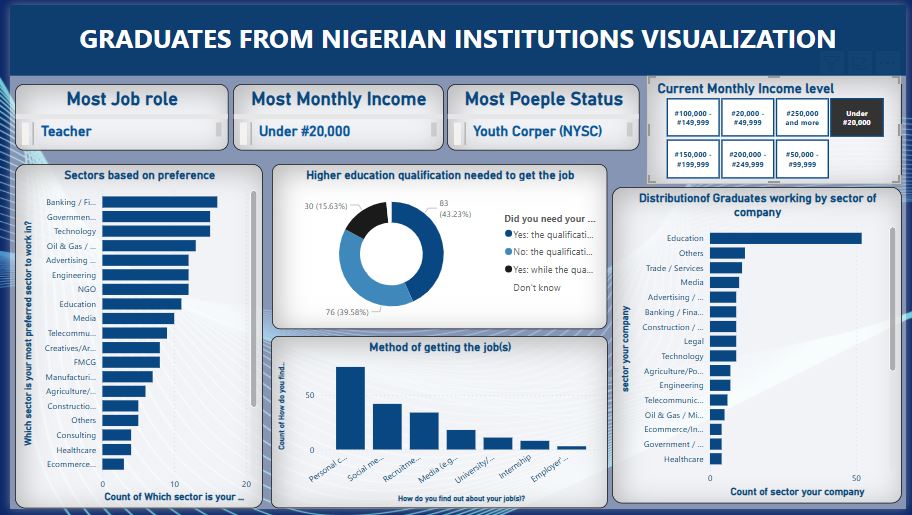 GRADUATES FROM NIGERIAN INSTITUTIONS VISUALIZATION
Most Job role
Teacher
Most Monthly Income
Under #20,000
Most Poeple Status
Youth Corper (NYSC)
Current Monthly Income level
#100,000 -
#149,999
#20,000 -
#49,999
#250,000
and more
Under
#20,000
#150,000 -
#199,999
#200,000 -
#249,999
#50,000 -
#99,999
Sectors based on preference
Which sector is your most preferred sector to work in?
Banking / Fi...
Governmen...
Technology
Oil & Gas / ...
Advertising ...
Engineering
NGO
Education
Media
Telecommu...
Creatives/Ar...
FMCG
Manufacturi...
Agriculture/...
Constructio...
Others
Consulting
Healthcare
Ecommerce...
0
10
20
Count of Which sector is your ...
Higher education qualification needed to get the job
30 (15.63%)
83
(43.23%)
76 (39.58%)
Did you need your ...
Yes: the qualificati...
No: the qualificati...
Yes: while the qua...
Don't know
Method of getting the job(s)
Count of How do you find..
50
0
Personal c...
Social me...
Recruitme...
Media (e.g...
University/...
Internship
Employer'...
How do you find out about your job(s)?
Distributionof Graduates working by sector of
company
sector your company
Education
Others
Trade / Services
Media
Advertising / ...
Banking / Fina...
Construction / ...
Legal
Technology
Agriculture/Po...
Engineering
Telecommunic...
Oil & Gas / Mi...
Ecommerce/In...
Government / ...
Healthcare
0
50
Count of sector your company